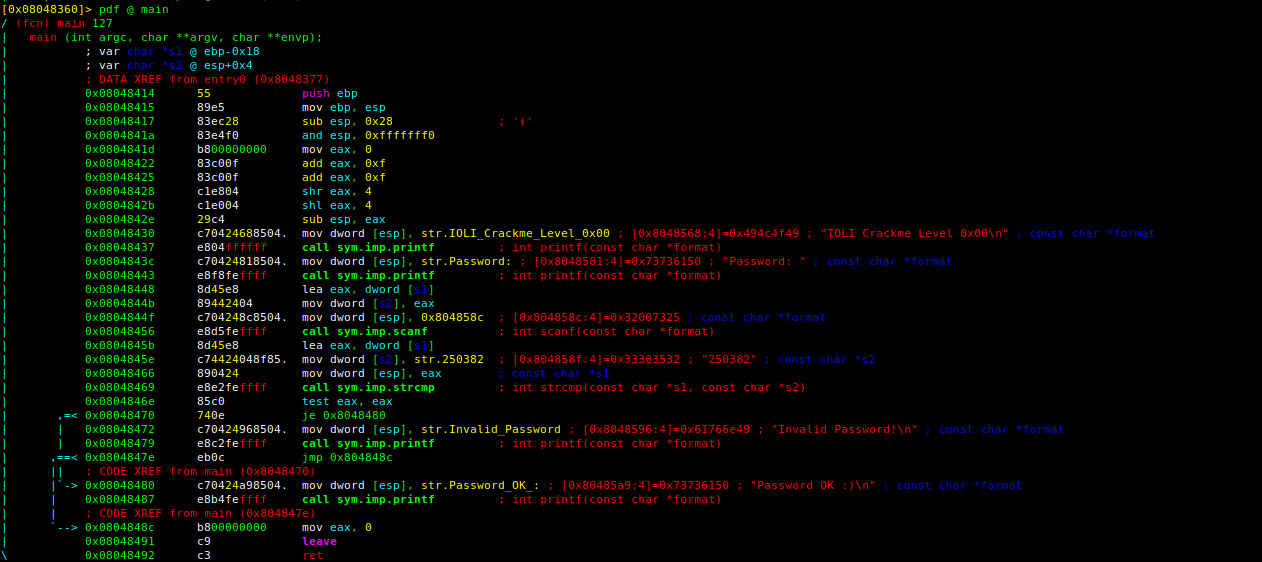 [0x08048360]> pdf @ main
/ (fcn) main 127
|   main (int argc, char **argv, char **envp);
|           ; var char *s1 @ ebp-0x18
|           ; var char *s2 @ esp+0x4
|           ; DATA XREF from entry0 (0x8048377)
|           0x08048414      55             push ebp
|           0x08048415      89e5           mov ebp, esp
|           0x08048417      83ec28         sub esp, 0x28               ; '('
|           0x0804841a      83e4f0         and esp, 0xfffffff0
|           0x0804841d      b800000000     mov eax, 0
|           0x08048422      83c00f         add eax, 0xf
|           0x08048425      83c00f         add eax, 0xf
|           0x08048428      c1e804         shr eax, 4
|           0x0804842b      c1e004         shl eax, 4
|           0x0804842e      29c4           sub esp, eax
|           0x08048430      c70424688504.  mov dword [esp], str.IOLI_Crackme_Level_0x00 ; [0x8048568:4]=0x494c4f49 ; "IOLI Crackme Level 0x00\n" ; const char *format
|           0x08048437      e804ffffff     call sym.imp.printf         ; int printf(const char *format)
|           0x0804843c      c70424818504.  mov dword [esp], str.Password: ; [0x8048581:4]=0x73736150 ; "Password: " ; const char *format
|           0x08048443      e8f8feffff     call sym.imp.printf         ; int printf(const char *format)
|           0x08048448      8d45e8         lea eax, dword [s1]
|           0x0804844b      89442404       mov dword [s2], eax
|           0x0804844f      c704248c8504.  mov dword [esp], 0x804858c  ; [0x804858c:4]=0x32007325 ; const char *format
|           0x08048456      e8d5feffff     call sym.imp.scanf          ; int scanf(const char *format)
|           0x0804845b      8d45e8         lea eax, dword [s1]
|           0x0804845e      c74424048f85.  mov dword [s2], str.250382  ; [0x804858f:4]=0x33303532 ; "250382" ; const char *s2
|           0x08048466      890424         mov dword [esp], eax        ; const char *s1
|           0x08048469      e8e2feffff     call sym.imp.strcmp         ; int strcmp(const char *s1, const char *s2)
|           0x0804846e      85c0           test eax, eax
|       ,=< 0x08048470      740e           je 0x8048480
|       |   0x08048472      c70424968504.  mov dword [esp], str.Invalid_Password ; [0x8048596:4]=0x61766e49 ; "Invalid Password!\n" ; const char *format
|       |   0x08048479      e8c2feffff     call sym.imp.printf         ; int printf(const char *format)
|      ,==< 0x0804847e      eb0c           jmp 0x804848c
|      ||   ; CODE XREF from main (0x8048470)
|      |`-> 0x08048480      c70424a98504.  mov dword [esp], str.Password_OK_: ; [0x80485a9:4]=0x73736150 ; "Password OK :)\n" ; const char *format
|      |    0x08048487      e8b4feffff     call sym.imp.printf         ; int printf(const char *format)
|      |    ; CODE XREF from main (0x804847e)
|      `--> 0x0804848c      b800000000     mov eax, 0
|           0x08048491      c9             leave
\           0x08048492      c3             ret